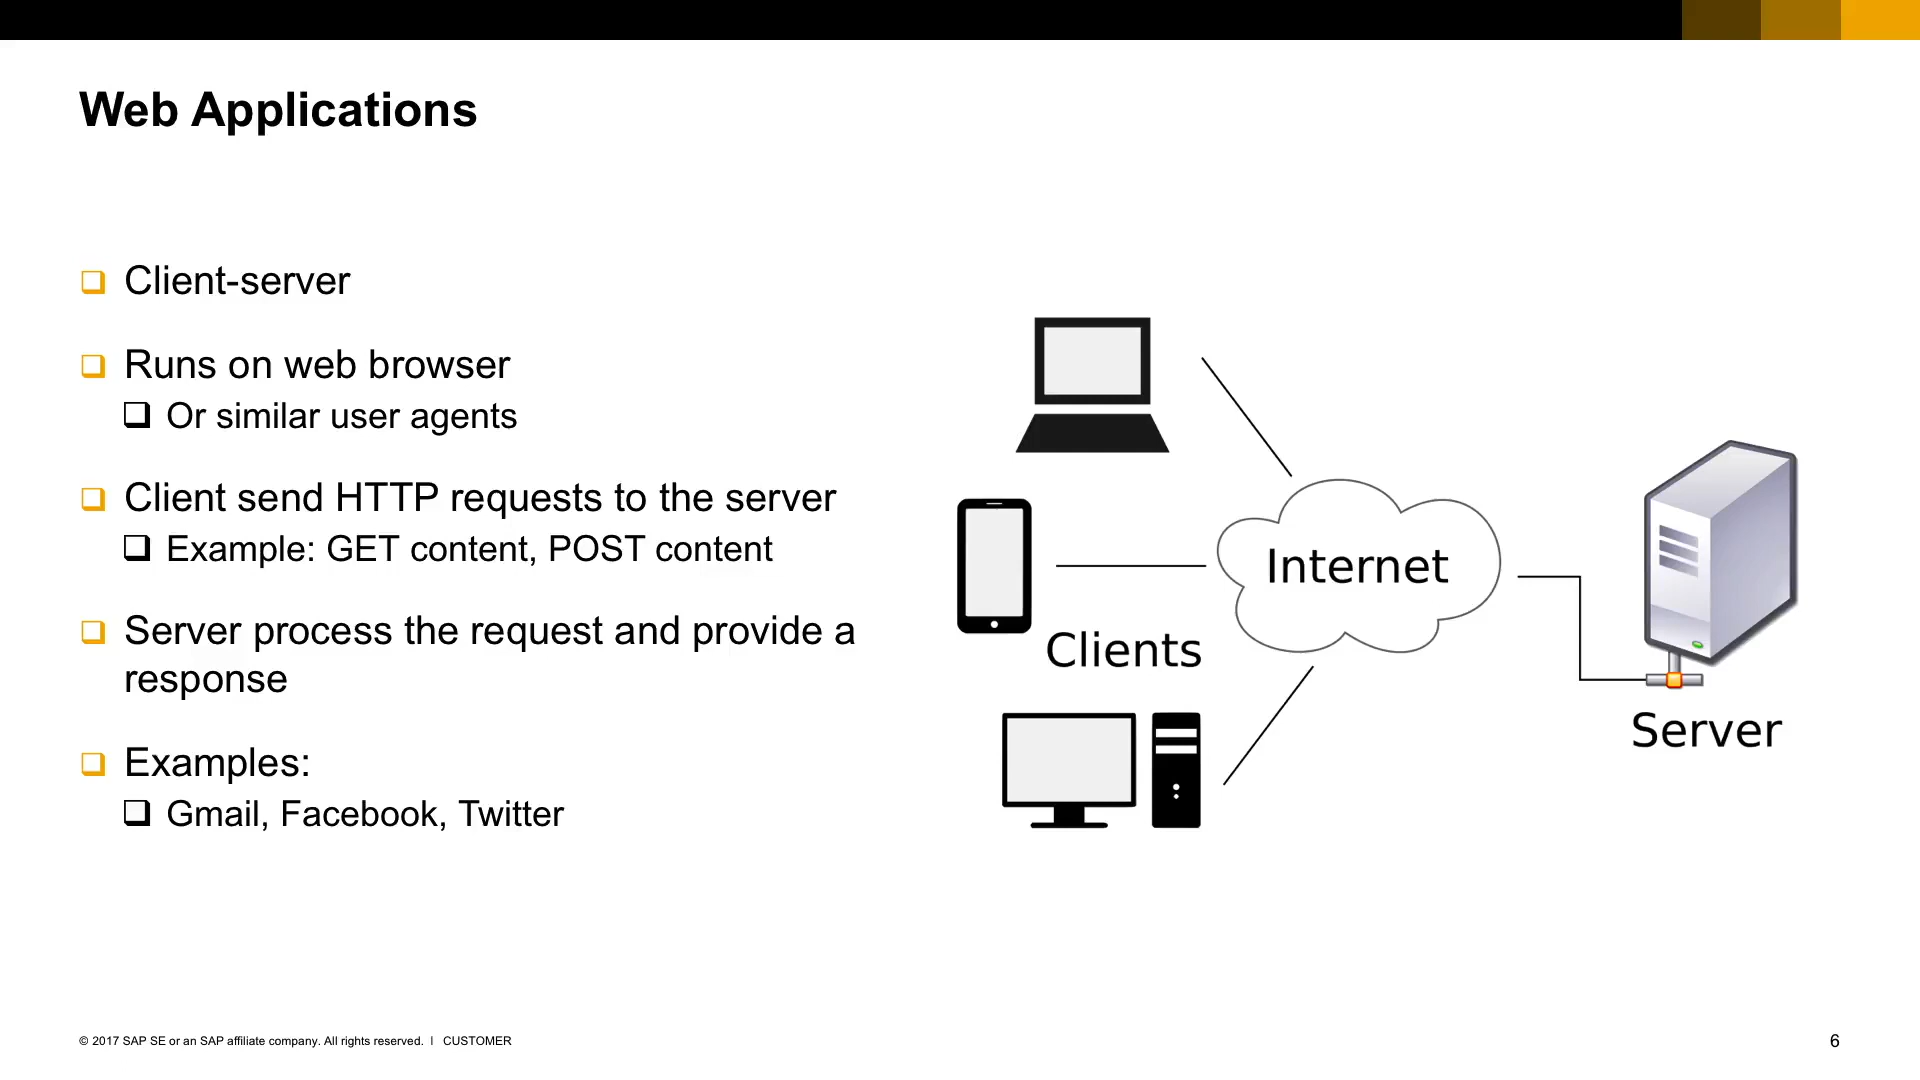 Web Applications
Client-server
Runs on web browser
Or similar user agents
Client send HTTP requests to the server
Example: GET content, POST content
Server process the request and provide a
response
Examples:
Gmail, Facebook, Twitter
Internet
Clients
Server
© 2017 SAP SE or an SAP affiliate company. All rights reserved. | CUSTOMER
6